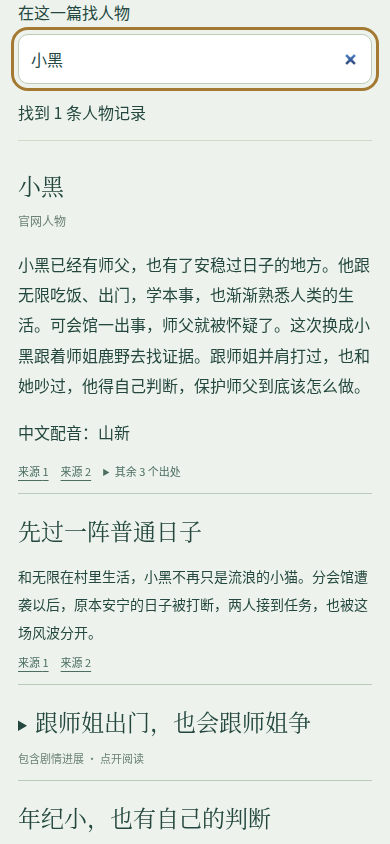 在这一篇找人物
小黑
找到 1 条人物记录
小黑
官网人物
小黑已经有师父，也有了安稳过日子的地方。他跟
无限吃饭、出门，学本事，也渐渐熟悉人类的生
活。可会馆一出事，师父就被怀疑了。这次换成小
黑跟着师姐鹿野去找证据。跟师姐并肩打过，也和
她吵过，他得自己判断，保护师父到底该怎么做。
中文配音：山新
来源 1 来源 2 ▶ 其余 3 个出处
先过一阵普通日子
和无限在村里生活，小黑不再只是流浪的小猫。分会馆遭
袭以后，原本安宁的日子被打断，两人接到任务，也被这
场风波分开。
来源 1 来源 2
▶ 跟师姐出门，也会跟师姐争
包含剧情进展 · 点开阅读
年纪小，也有自己的判断